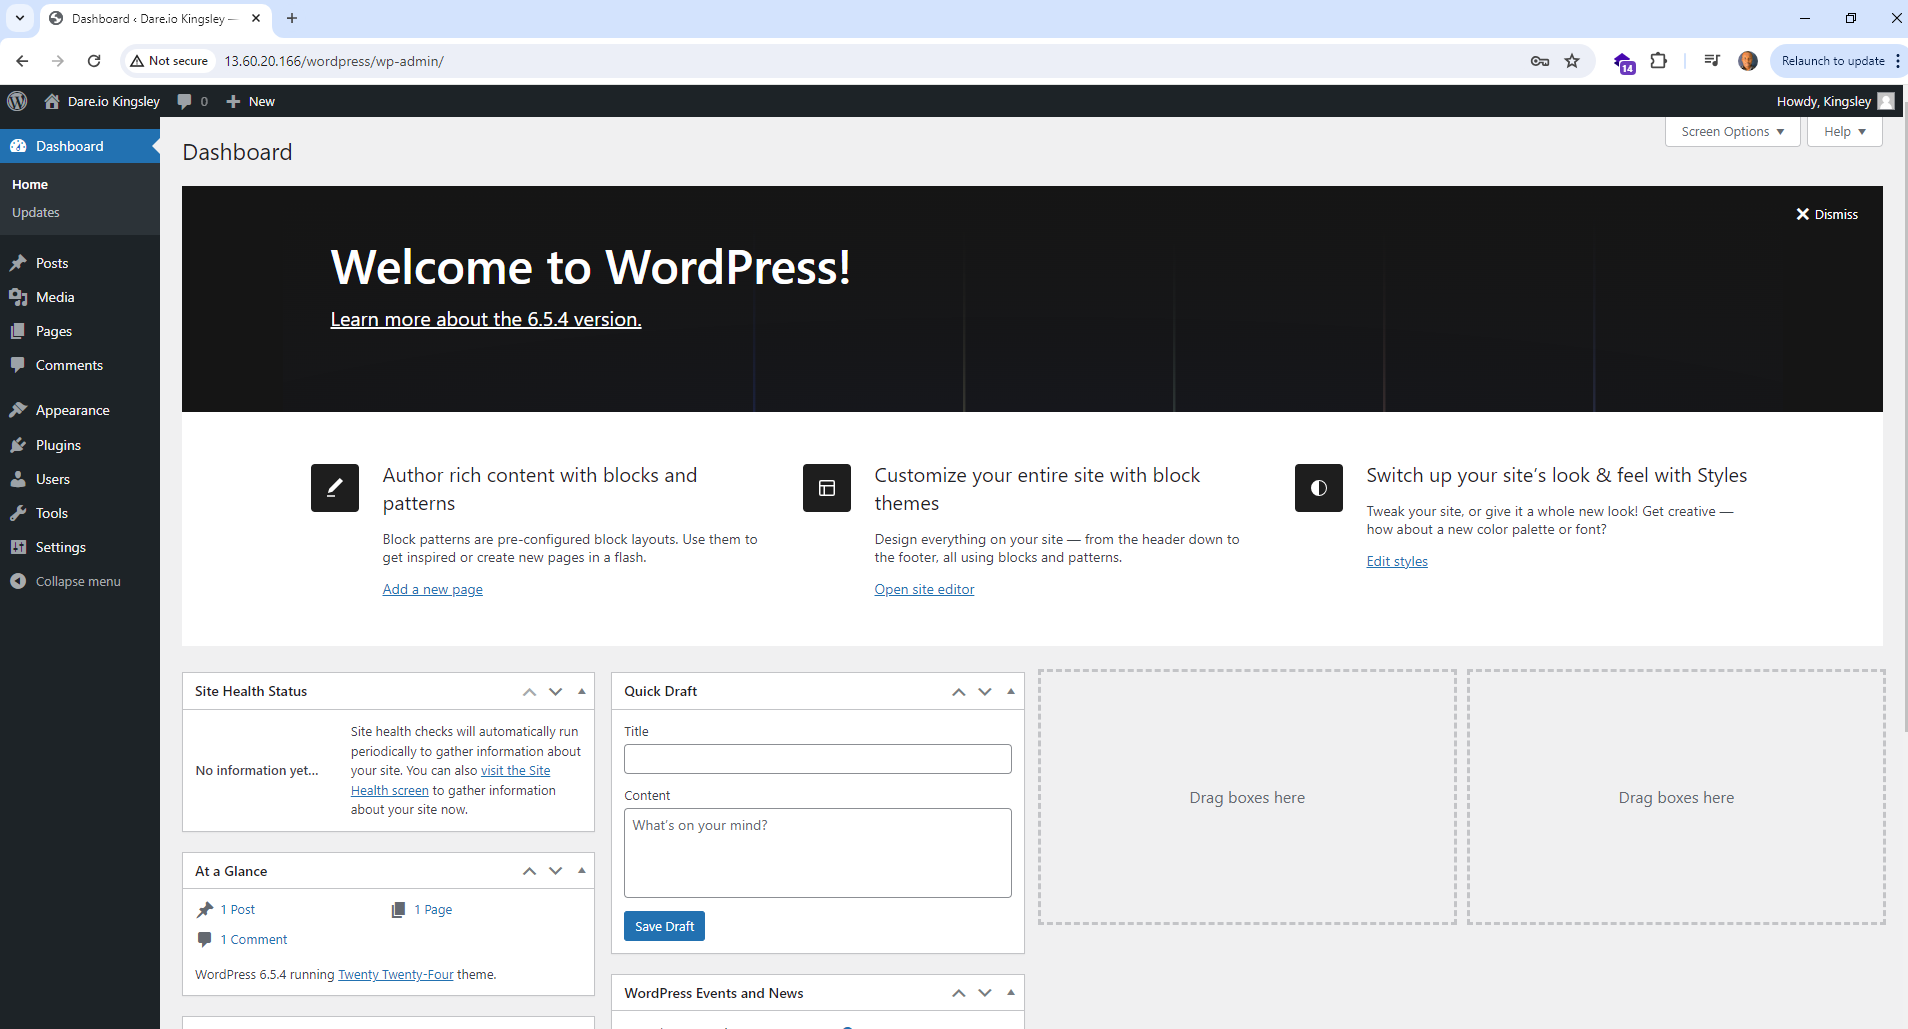 Dashboard ‹ Dare.io Kingsley —
Not secure
13.60.20.166/wordpress/wp-admin/
14
Relaunch to update
Dare.io Kingsley
0
New
Howdy, Kingsley
Screen Options
Help
Dashboard
Home
Updates
Posts
Media
Pages
Comments
Appearance
Plugins
Users
Tools
Settings
Collapse menu
Dashboard
Dismiss
Welcome to WordPress!
Learn more about the 6.5.4 version.
Author rich content with blocks and
patterns
Block patterns are pre-configured block layouts. Use them to
get inspired or create new pages in a flash.
Add a new page
Customize your entire site with block
themes
Design everything on your site — from the header down to
the footer, all using blocks and patterns.
Open site editor
Switch up your site’s look & feel with Styles
Tweak your site, or give it a whole new look! Get creative —
how about a new color palette or font?
Edit styles
Site Health Status
No information yet…
Site health checks will automatically run
periodically to gather information about
your site. You can also visit the Site
Health screen to gather information
about your site now.
At a Glance
1 Post
1 Page
1 Comment
WordPress 6.5.4 running Twenty Twenty-Four theme.
Quick Draft
Title
Content
What’s on your mind?
Save Draft
WordPress Events and News
Drag boxes here
Drag boxes here